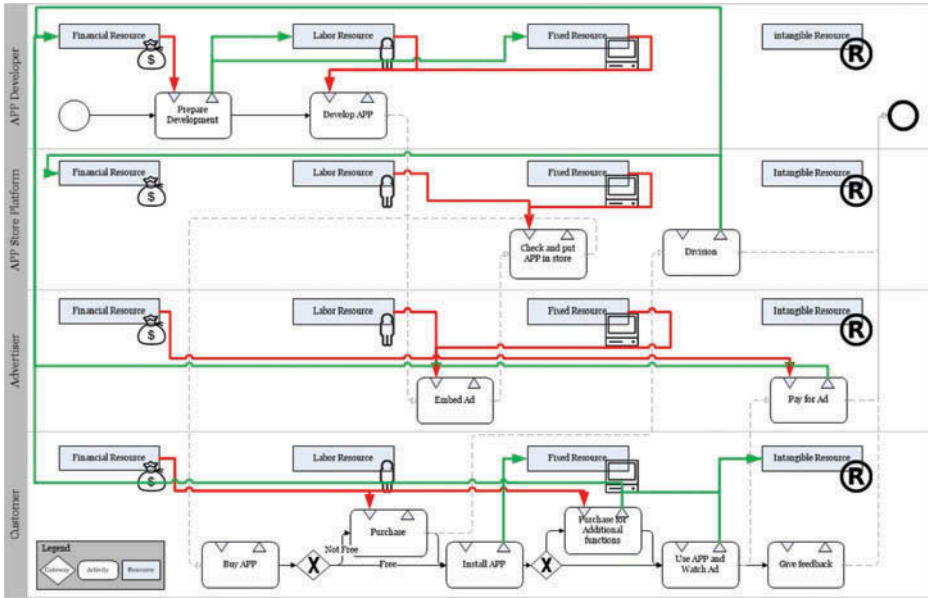 APP Developer
Financial Resource
Labor Resource
Fixed Resource
intangible Resource
$
R
Prepare
Development
Develop APP
APP Store Platform
Financial Resource
Labor Resource
Fixed Resource
Intangible Resource
$
R
Check and put
APP in store
Division
Advertiser
Financial Resource
Labor Resource
Fixed Resource
Intangible Resource
$
R
Embed Ad
Pay for Ad
Customer
Financial Resource
Labor Resource
Fixed Resource
Intangible Resource
$
R
Purchase
Purchase for
Additional
functions
Not Free
Free
Buy APP
X
Install APP
X
Use APP and
Watch Ad
Give feedback
Legend
Gateway
Activity
Resource